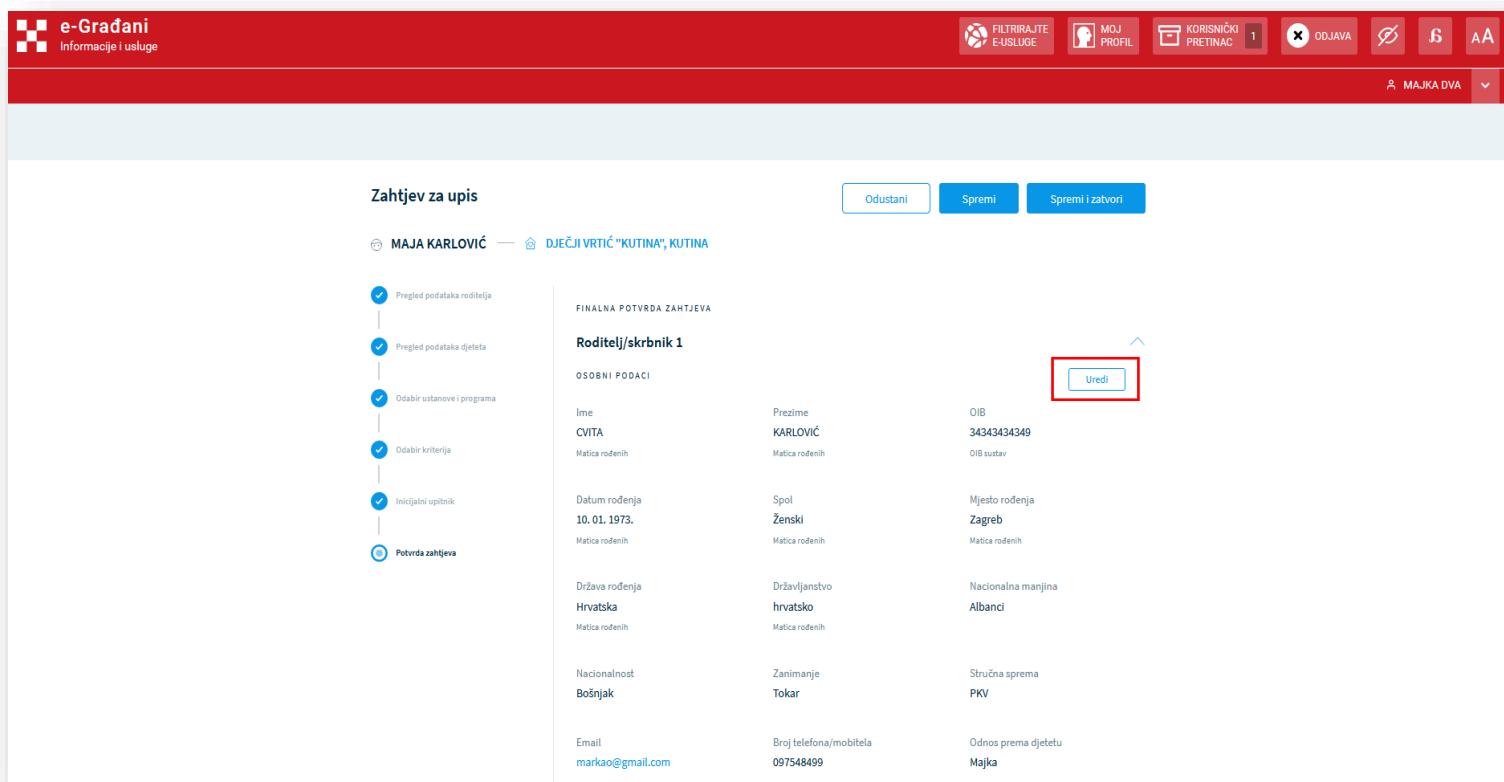 e-Građani
Informacije i usluge
FILTRIRAJTE
E-USLUGE
MOJ
PROFIL
KORISNIČKI
PRETINAC
1
ODJAVA
AA
MAJKA DVA
Zahtjev za upis
Odustani
Spremi
Spremi i zatvori
MAJA KARLOVIĆ — DJEČJI VRTIĆ "KUTINA", KUTINA
Pregled podataka roditelja
Pregled podataka djeteta
Odabir ustanove i programa
Odabir kriterija
Inicijalni upitnik
Potvrda zahtjeva
FINALNA POTVRDA ZAHTJEVA
Roditelj/skrbnik 1
OSOBNI PODACI
Uredi
Ime Prezime OIB
CVITA KARLOVIĆ 34343434349
Matica rođenih Matica rođenih OIB sustav
Datum rođenja Spol Mjesto rođenja
10. 01. 1973. Ženski Zagreb
Matica rođenih Matica rođenih Matica rođenih
Država rođenja Državljanstvo Nacionalna manjina
Hrvatska hrvatsko Albanci
Matica rođenih Matica rođenih
Nacionalnost Zanimanje Stručna sprema
Bošnjak Tokar PKV
Email Broj telefona/mobitela Odnos prema djetetu
markao@gmail.com 097548499 Majka